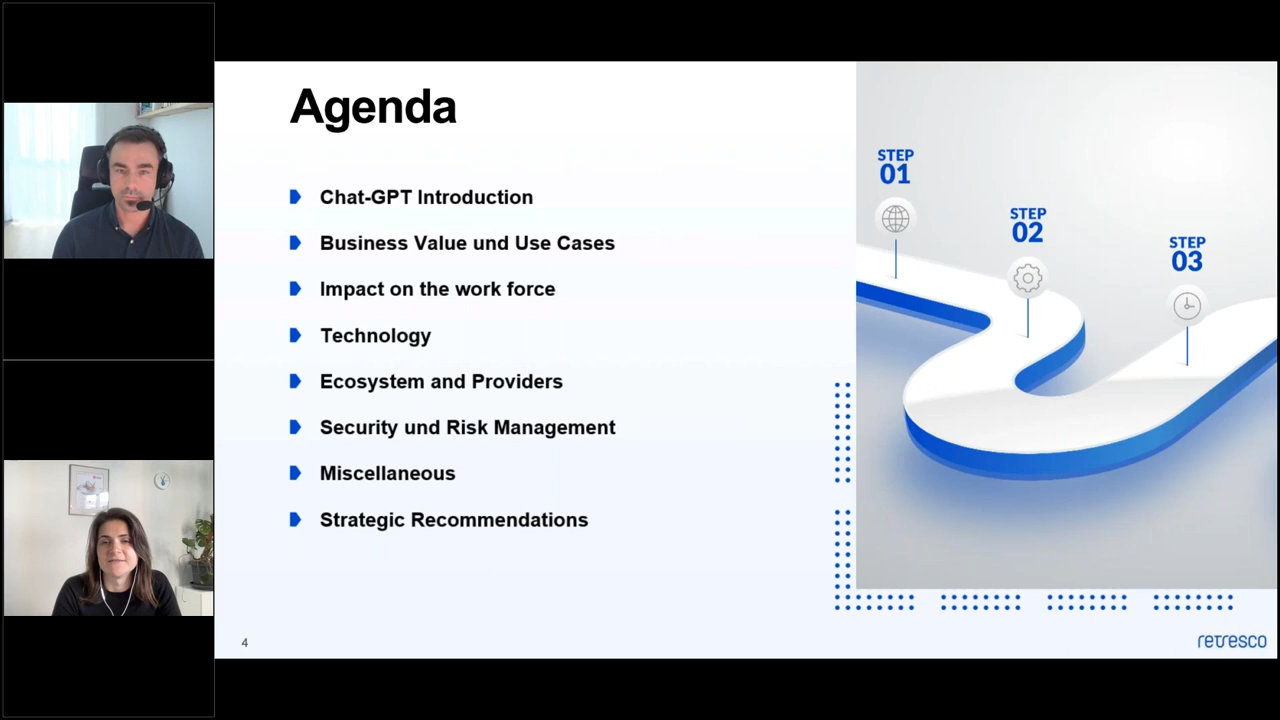 Agenda
Chat-GPT Introduction
Business Value und Use Cases
Impact on the work force
Technology
Ecosystem and Providers
Security und Risk Management
Miscellaneous
Strategic Recommendations
STEP
01
STEP
02
STEP
03
4
retresco